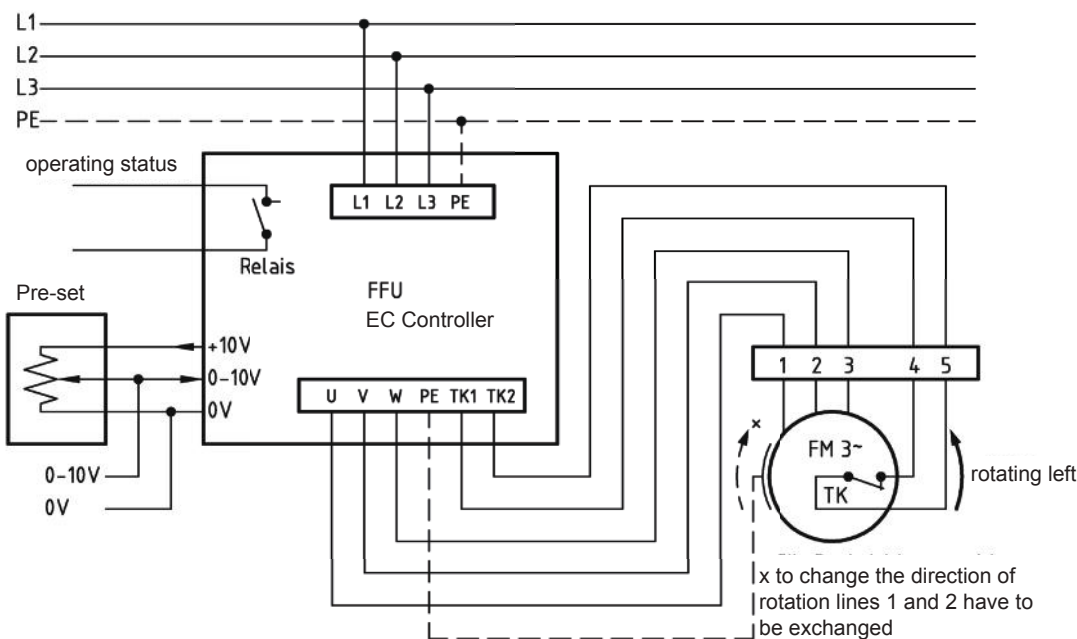 L1
L2
L3
PE
operating status
L1 L2 L3 PE
Relais
FFU
EC Controller
Pre-set
+10V
0-10V
0V
U V W PE TK1 TK2
0-10V
0V
1 2 3 4 5
x
FM 3~
TK
rotating left
x to change the direction of
rotation lines 1 and 2 have to
be exchanged